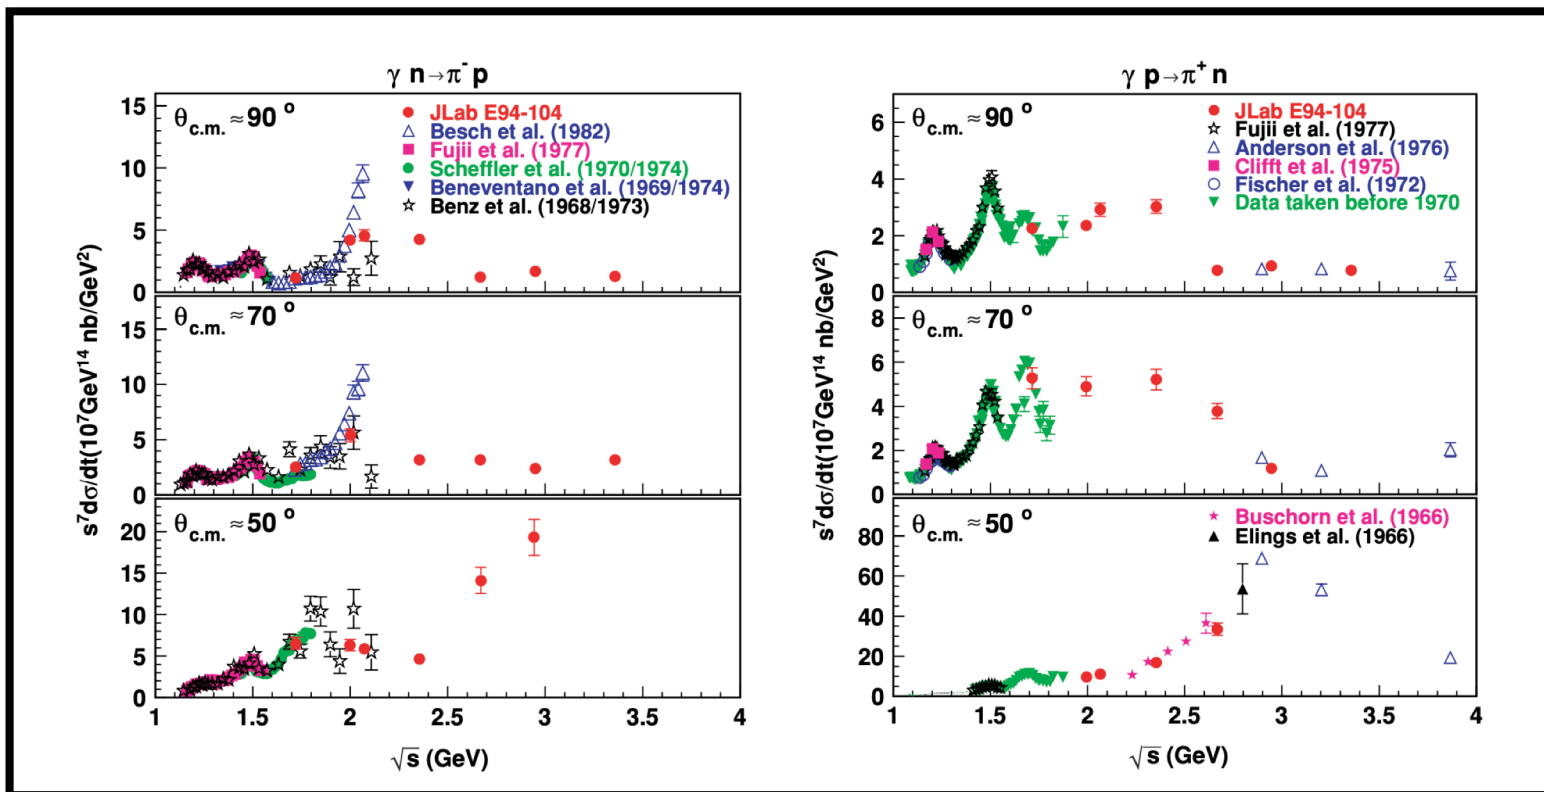 γ n→π⁻ p
θc.m. ≈ 90 °
JLab E94-104
Besch et al. (1982)
Fujii et al. (1977)
Scheffler et al. (1970/1974)
Beneventano et al. (1969/1974)
Benz et al. (1968/1973)
15
10
5
0
θc.m. ≈ 70 °
15
10
5
0
θc.m. ≈ 50 °
20
15
10
5
0
1
1.5
2
2.5
3
3.5
4
s⁷dσ/dt(10⁷GeV¹⁴ nb/GeV²)
√s (GeV)
γ p→π⁺ n
θc.m. ≈ 90 °
JLab E94-104
Fujii et al. (1977)
Anderson et al. (1976)
Clifft et al. (1975)
Fischer et al. (1972)
Data taken before 1970
6
4
2
0
θc.m. ≈ 70 °
8
6
4
2
0
θc.m. ≈ 50 °
Buschorn et al. (1966)
Elings et al. (1966)
80
60
40
20
0
1
1.5
2
2.5
3
3.5
4
s⁷dσ/dt(10⁷GeV¹⁴ nb/GeV²)
√s (GeV)